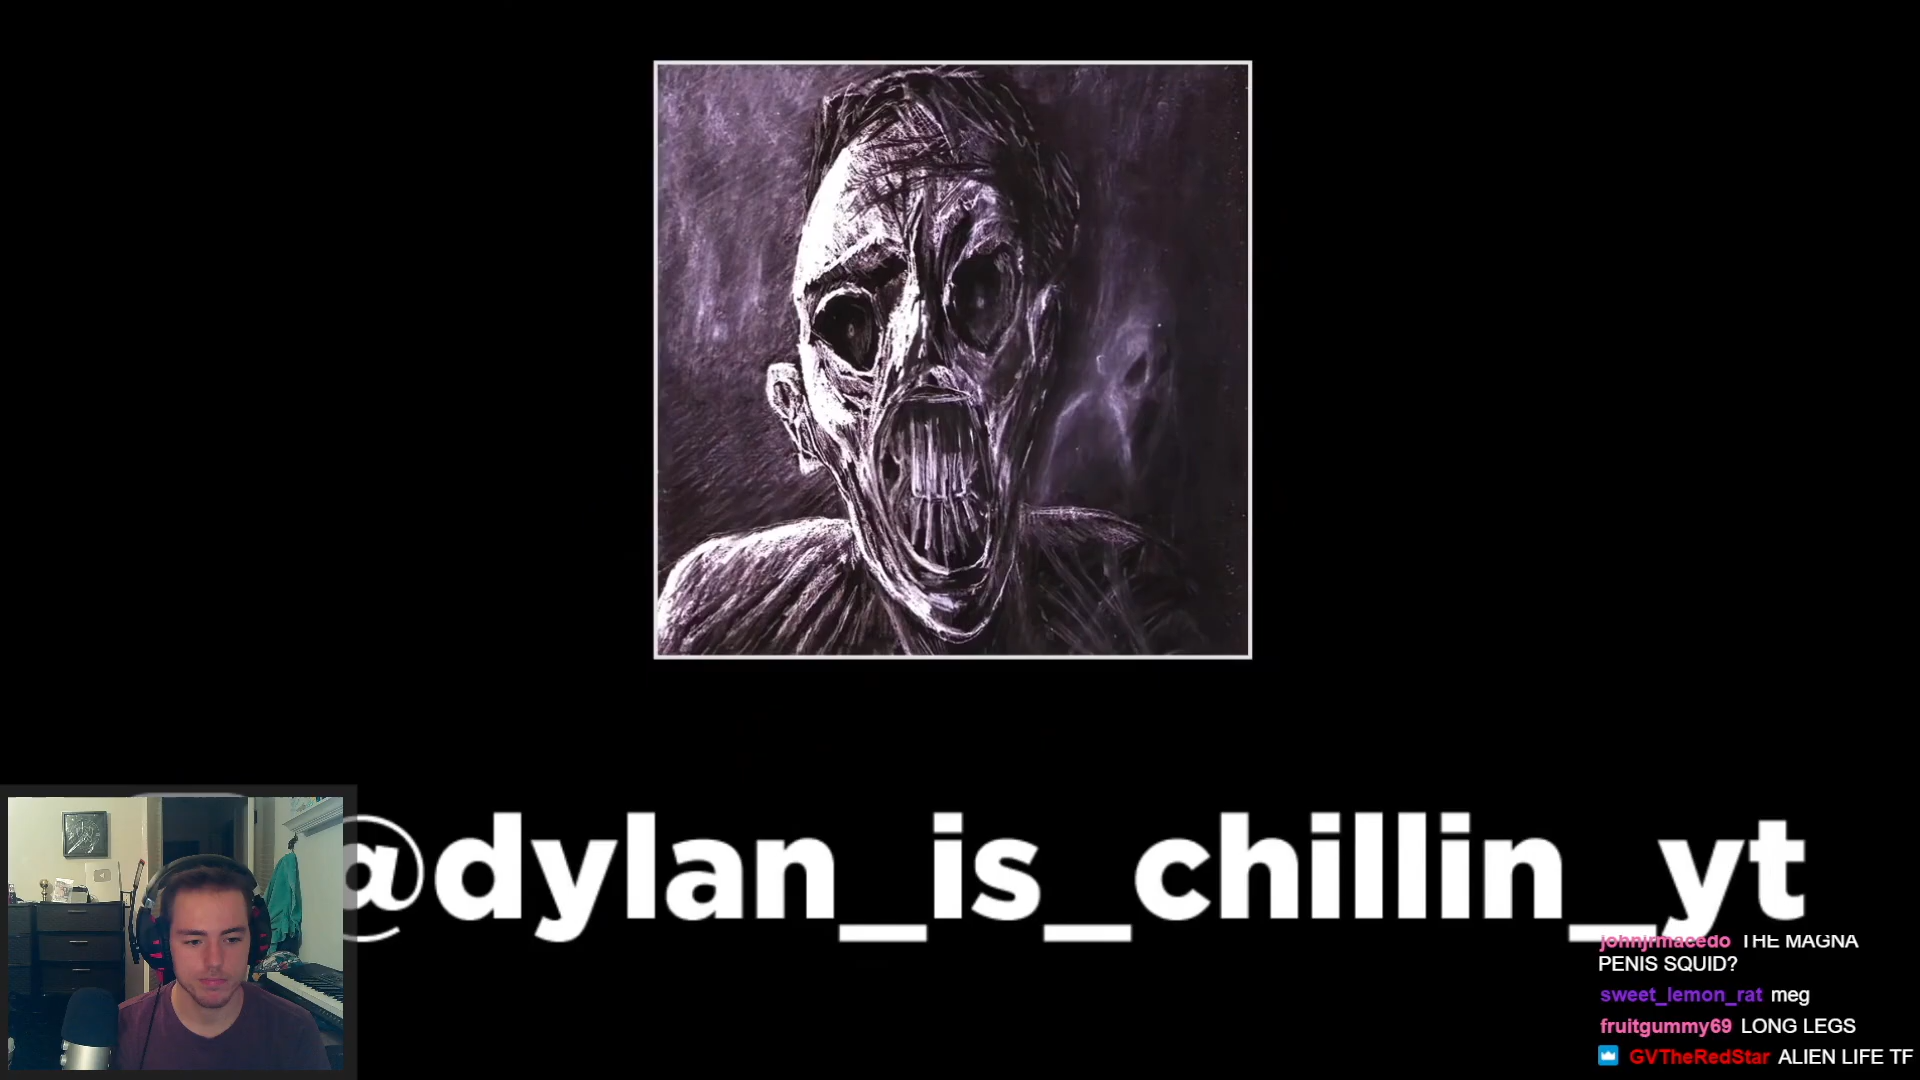 @dylan_is_chillin_yt
johnjrmacedo THE MAGNA
PENIS SQUID?
sweet_lemon_rat meg
fruitgummy69 LONG LEGS
GVTheRedStar ALIEN LIFE TF